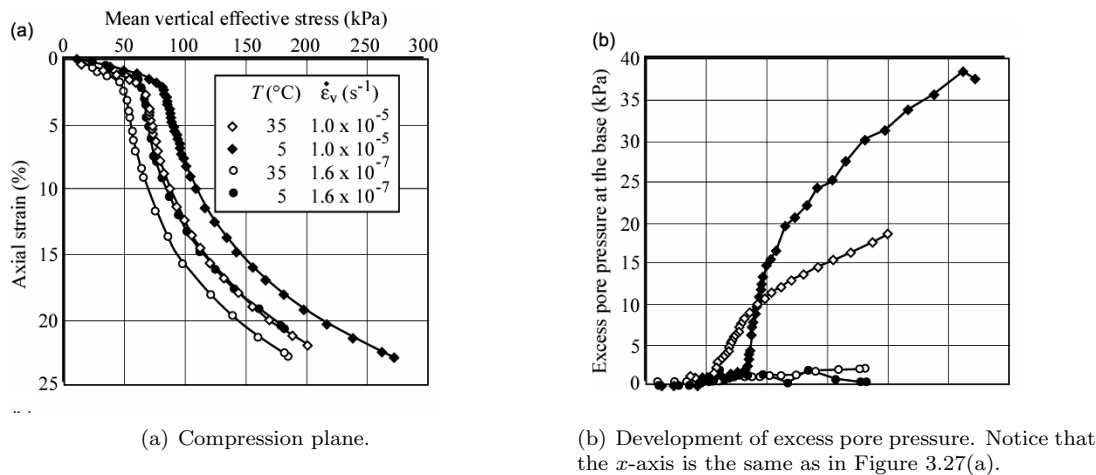 (a)
Mean vertical effective stress (kPa)
0 50 100 150 200 250 300
0
5
10
15
20
25
Axial strain (%)
T (°C) ε̇v (s-1)
35 1.0 x 10-5
5 1.0 x 10-5
35 1.6 x 10-7
5 1.6 x 10-7
(a) Compression plane.
(b)
40
35
30
25
20
15
10
5
0
Excess pore pressure at the base (kPa)
(b) Development of excess pore pressure. Notice that
the x-axis is the same as in Figure 3.27(a).